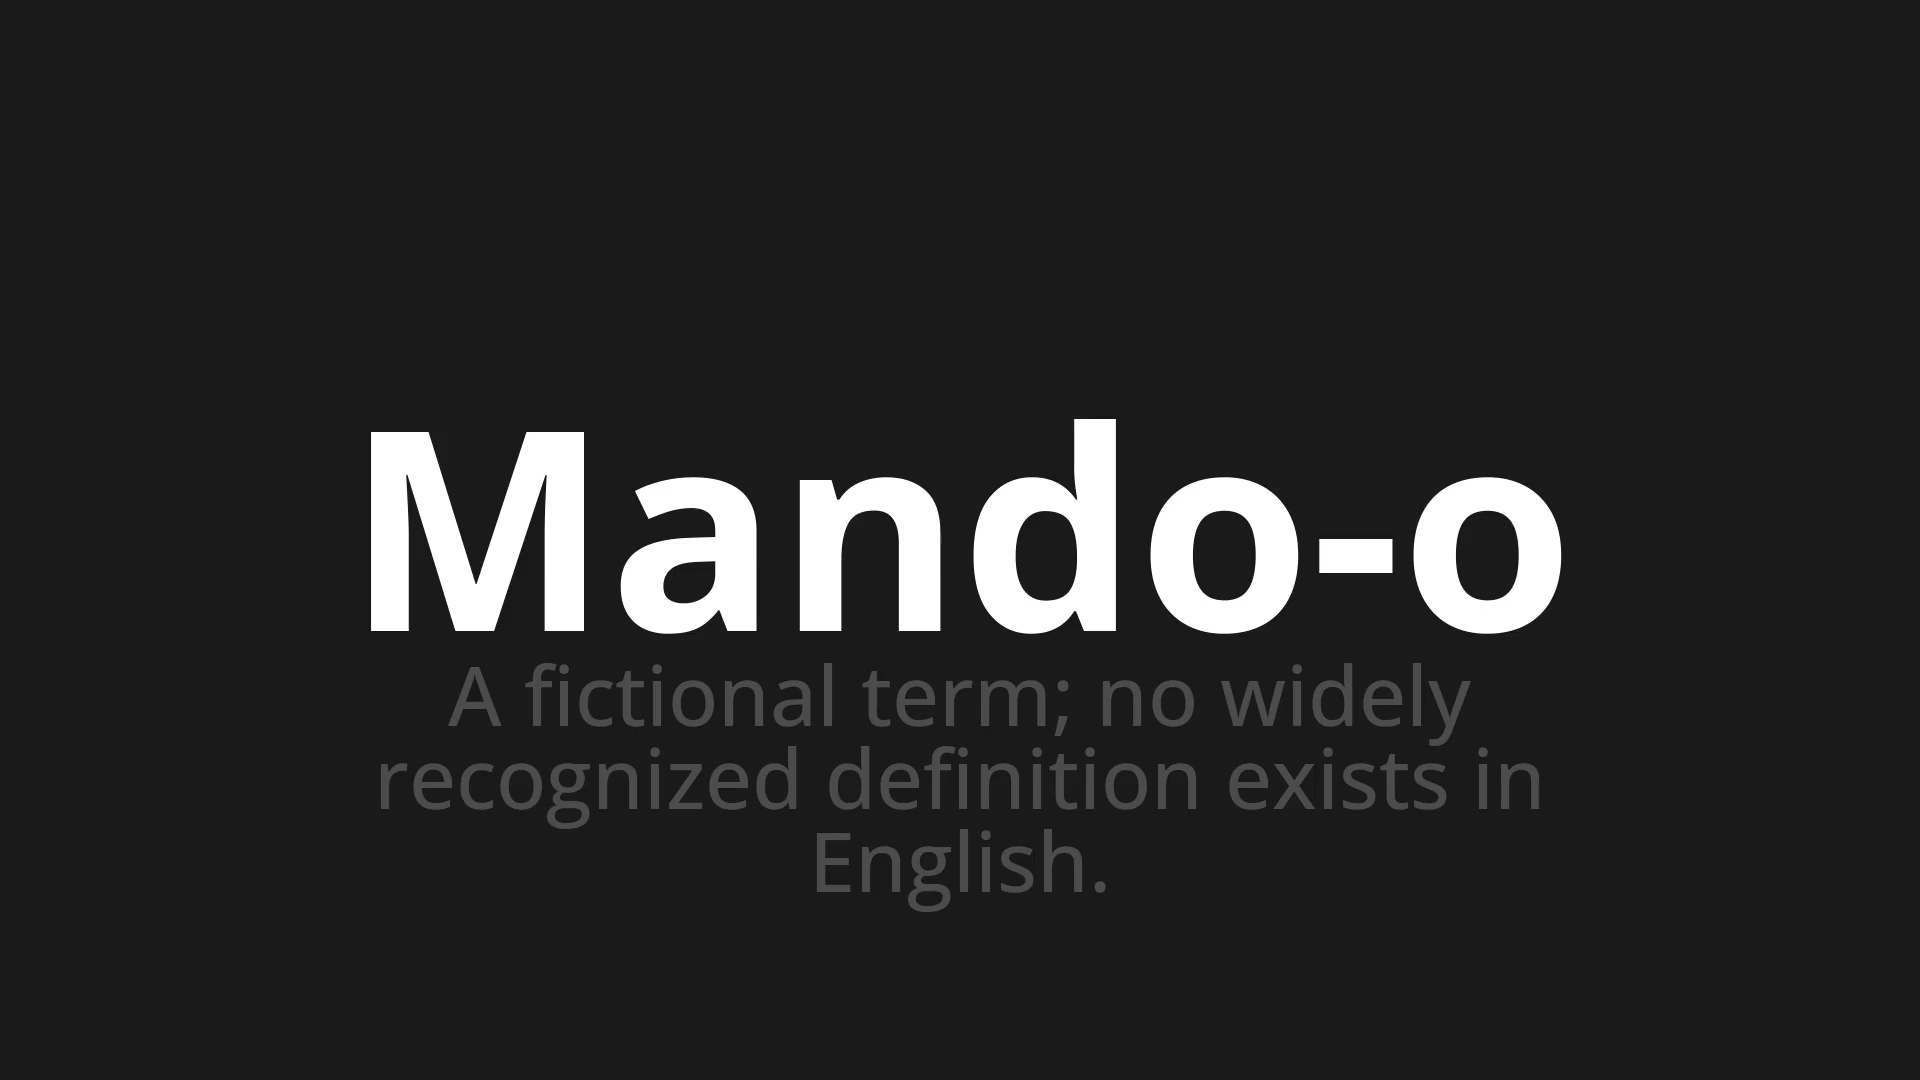 Mando-o
A fictional term; no widely
recognized definition exists in
English.